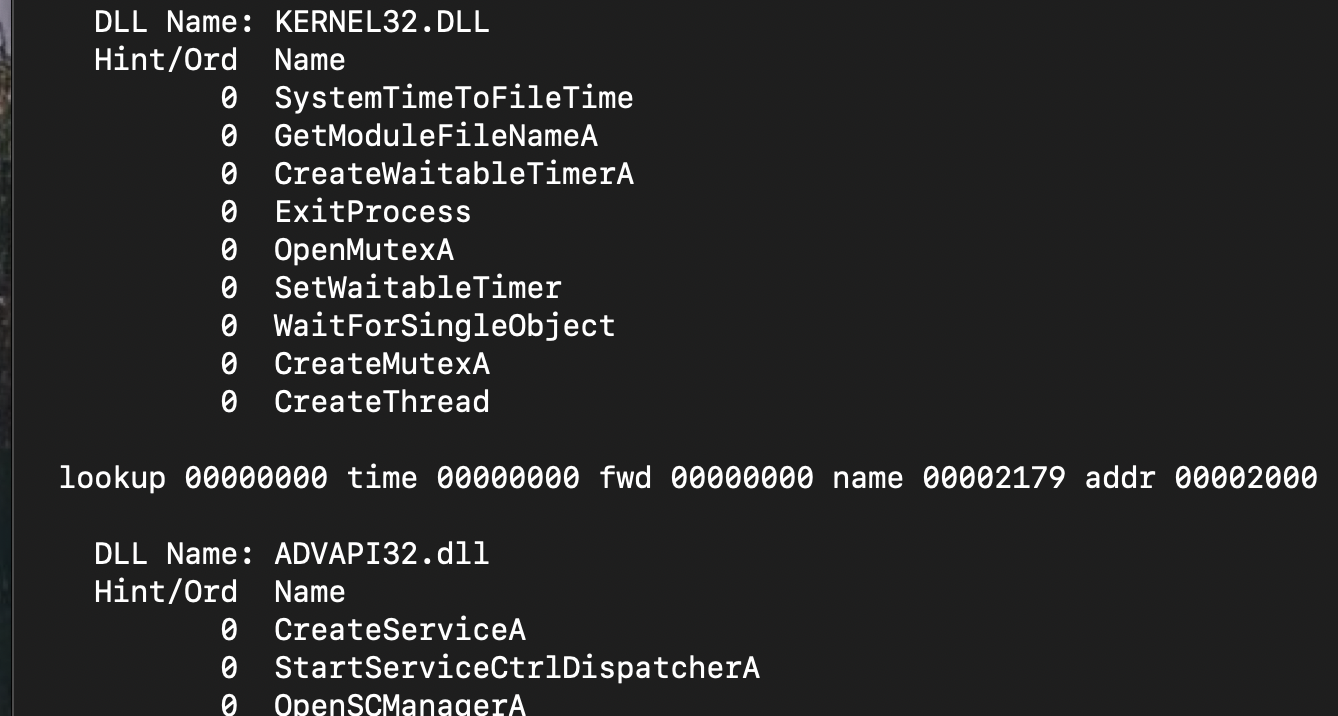 DLL Name: KERNEL32.DLL
Hint/Ord  Name
0  SystemTimeToFileTime
0  GetModuleFileNameA
0  CreateWaitableTimerA
0  ExitProcess
0  OpenMutexA
0  SetWaitableTimer
0  WaitForSingleObject
0  CreateMutexA
0  CreateThread
lookup 00000000 time 00000000 fwd 00000000 name 00002179 addr 00002000
DLL Name: ADVAPI32.dll
Hint/Ord  Name
0  CreateServiceA
0  StartServiceCtrlDispatcherA
0  OpenSCManagerA